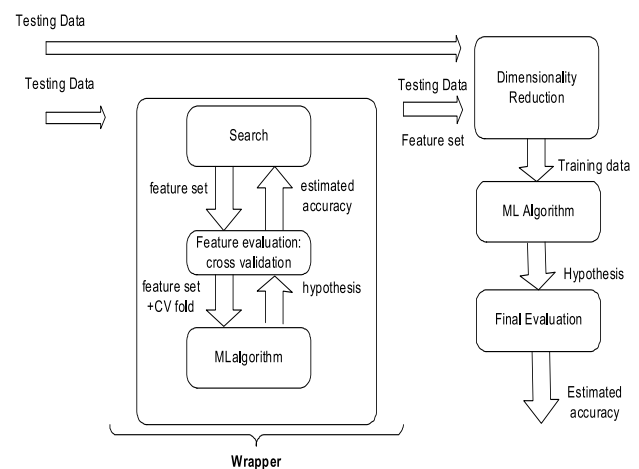 Testing Data
Testing Data
Testing Data
Feature set
Dimensionality
Reduction
Search
feature set
estimated
accuracy
Training data
Feature evaluation:
cross validation
ML Algorithm
feature set
+CV fold
hypothesis
Hypothesis
MLalgorithm
Final Evaluation
Estimated
accuracy
Wrapper